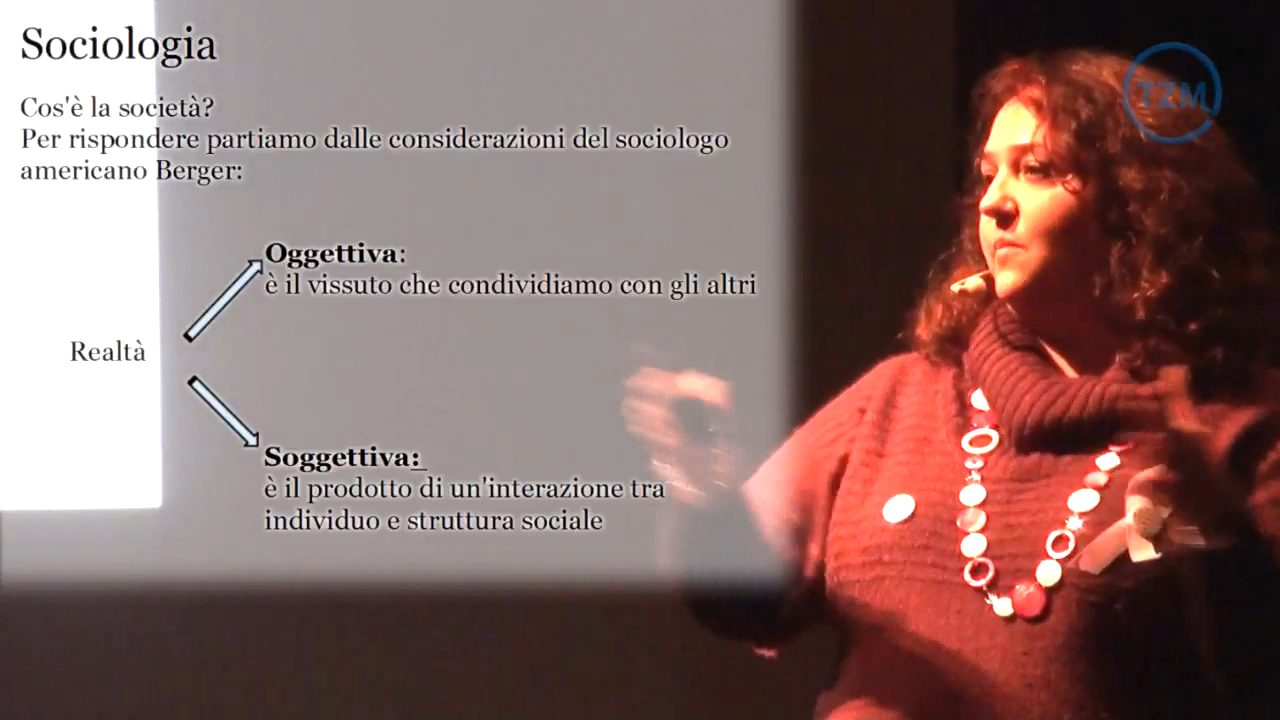 Sociologia
TZM
Cos'è la società?
Per rispondere partiamo dalle considerazioni del sociologo
americano Berger:
Oggettiva:
è il vissuto che condividiamo con gli altri
Realtà
Soggettiva:
è il prodotto di un'interazione tra
individuo e struttura sociale